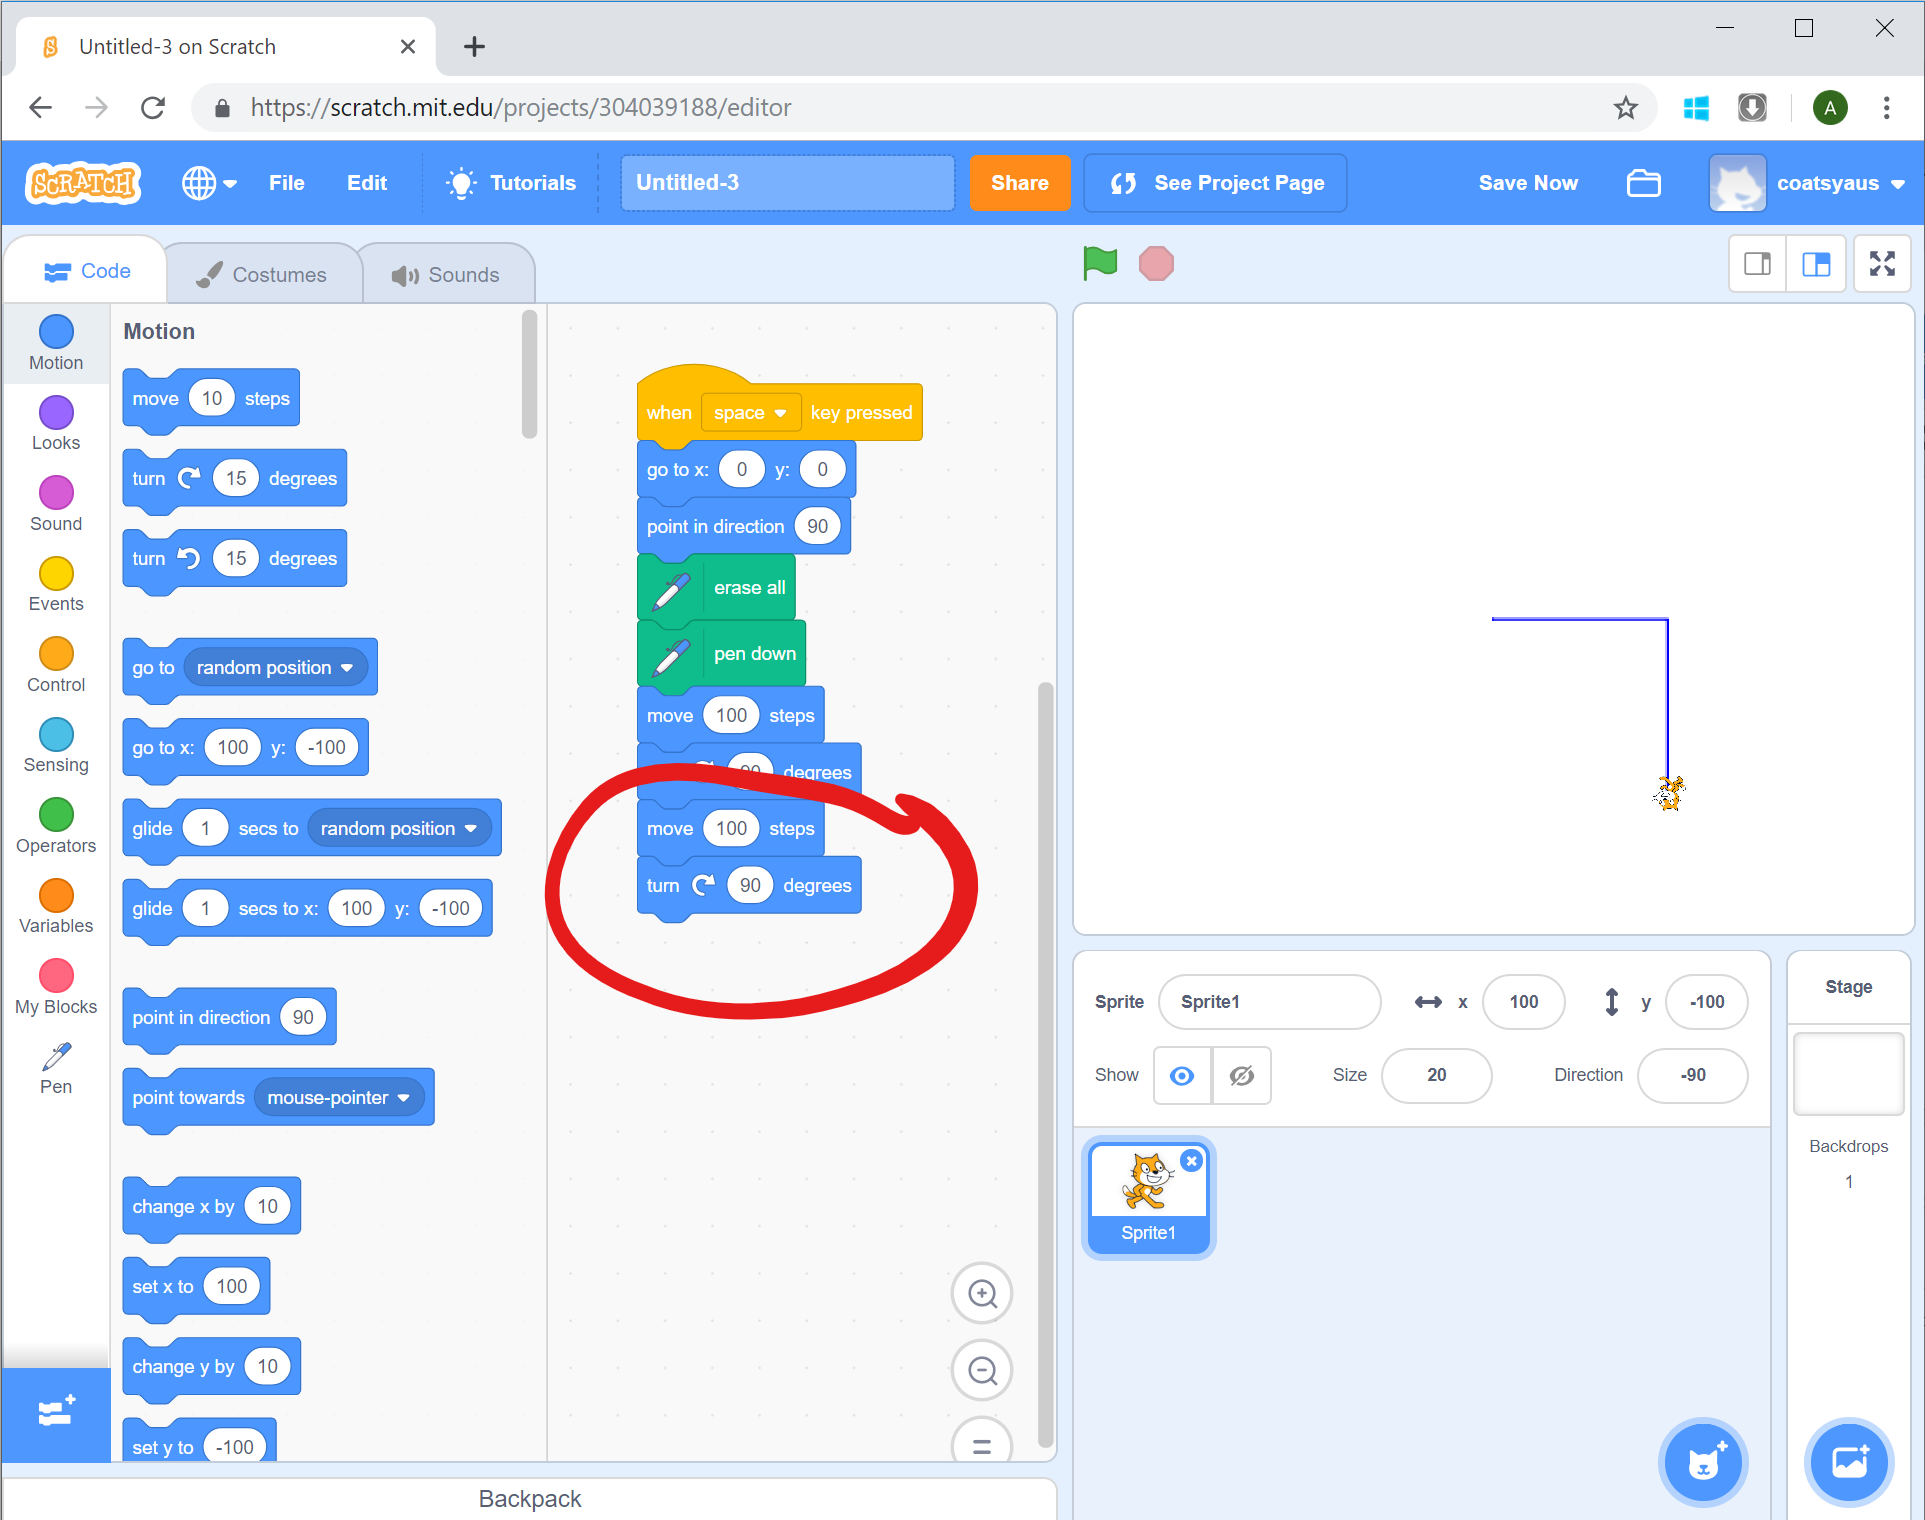 Untitled-3 on Scratch
https://scratch.mit.edu/projects/304039188/editor
A
SCRATCH
File
Edit
Tutorials
Untitled-3
Share
See Project Page
Save Now
coatsyaus
Code
Costumes
Sounds
Motion
Looks
Sound
Events
Control
Sensing
Operators
Variables
My Blocks
Pen
Motion
move 10 steps
turn 15 degrees
turn 15 degrees
go to random position
go to x: 100 y: -100
glide 1 secs to random position
glide 1 secs to x: 100 y: -100
point in direction 90
point towards mouse-pointer
change x by 10
set x to 100
change y by 10
set y to -100
when space key pressed
go to x: 0 y: 0
point in direction 90
erase all
pen down
move 100 steps
90 degrees
move 100 steps
turn 90 degrees
Backpack
Sprite Sprite1 x 100 y -100
Show Size 20 Direction -90
Sprite1
Stage
Backdrops
1